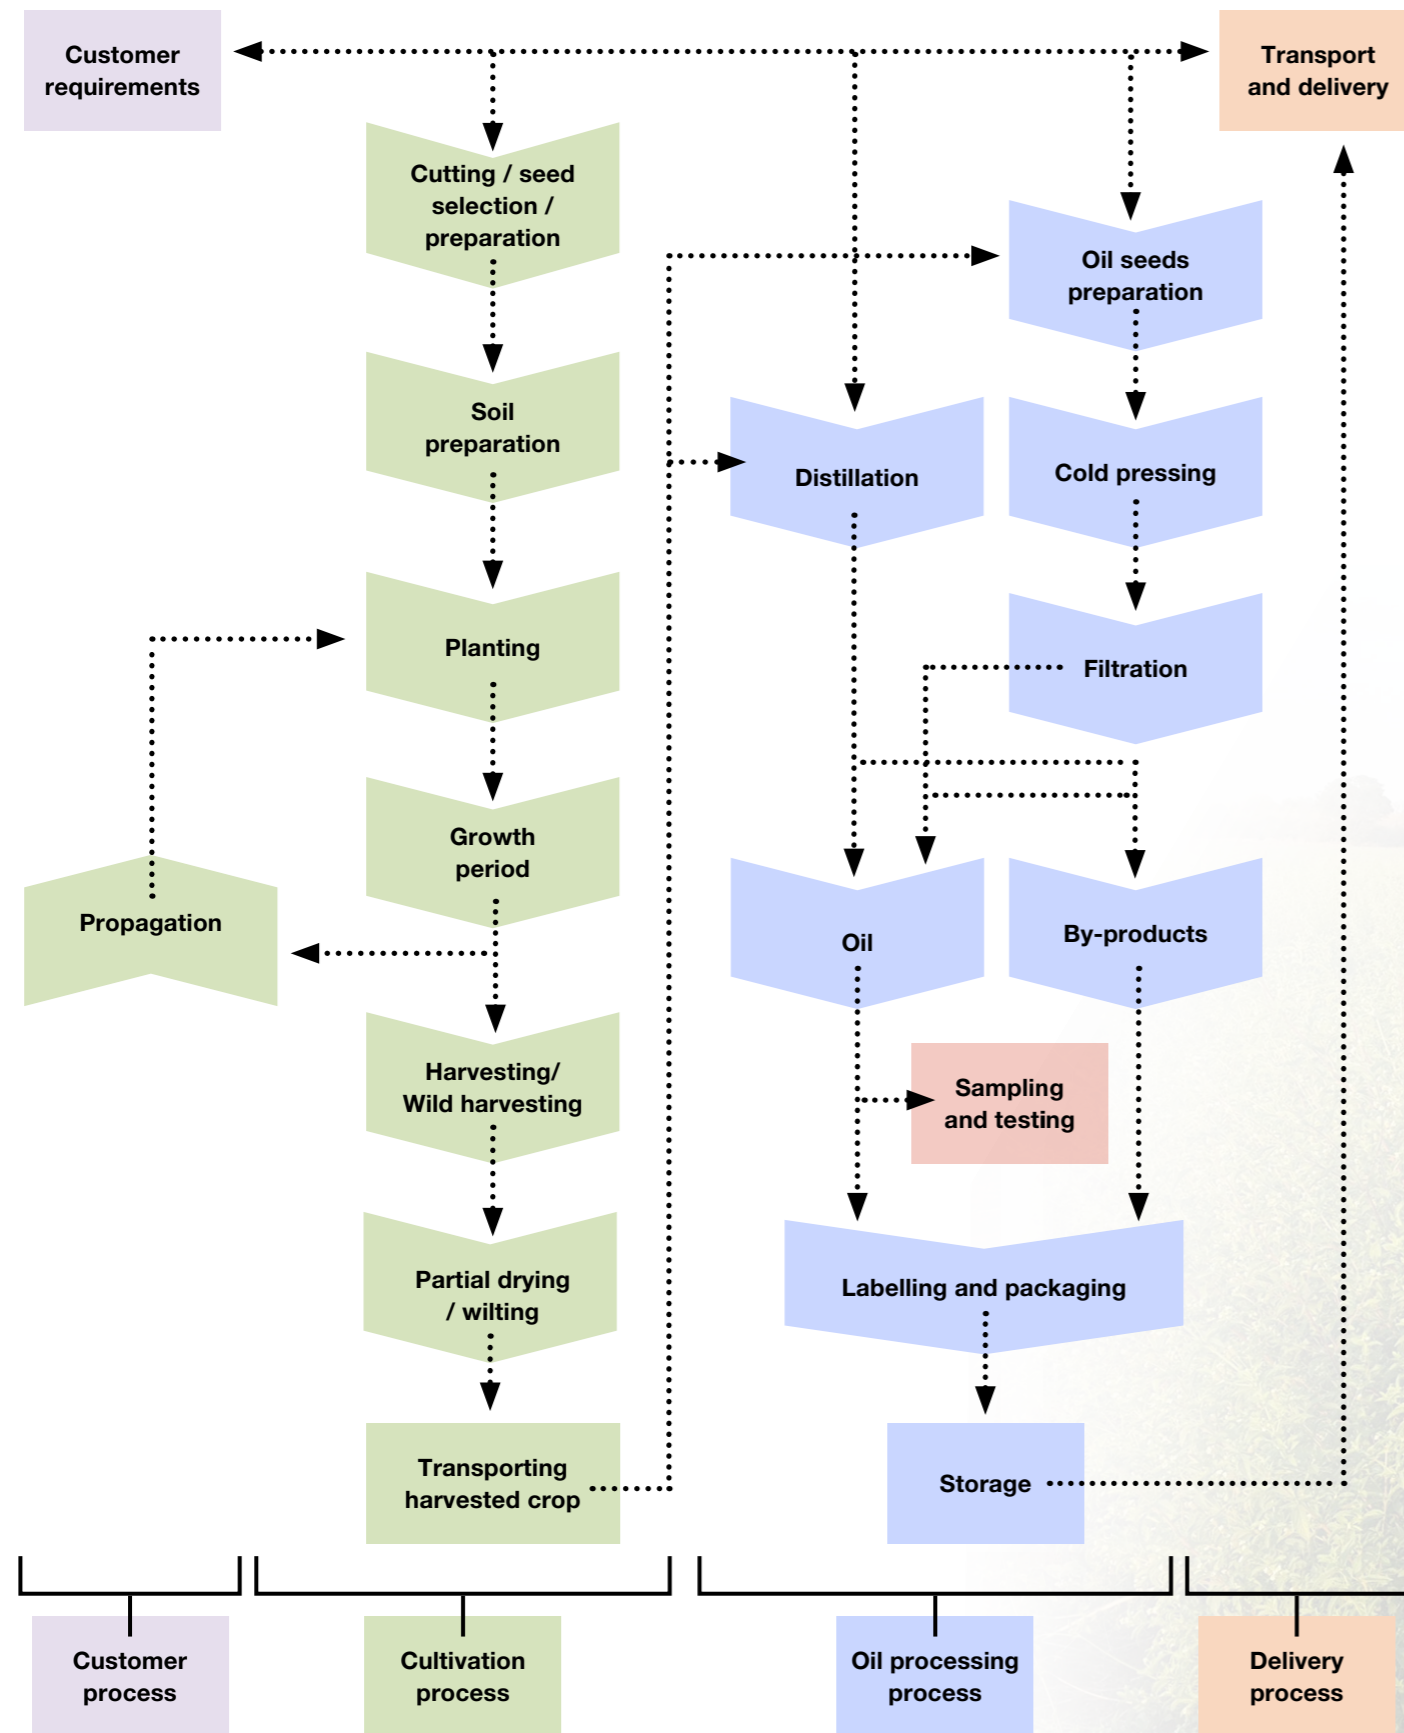 Customer
requirements
Transport
and delivery
Cutting / seed
selection /
preparation
Oil seeds
preparation
Soil
preparation
Distillation
Cold pressing
Planting
Filtration
Growth
period
Propagation
Oil
By-products
Harvesting/
Wild harvesting
Sampling
and testing
Partial drying
/ wilting
Labelling and packaging
Transporting
harvested crop
Storage
Customer
process
Cultivation
process
Oil processing
process
Delivery
process